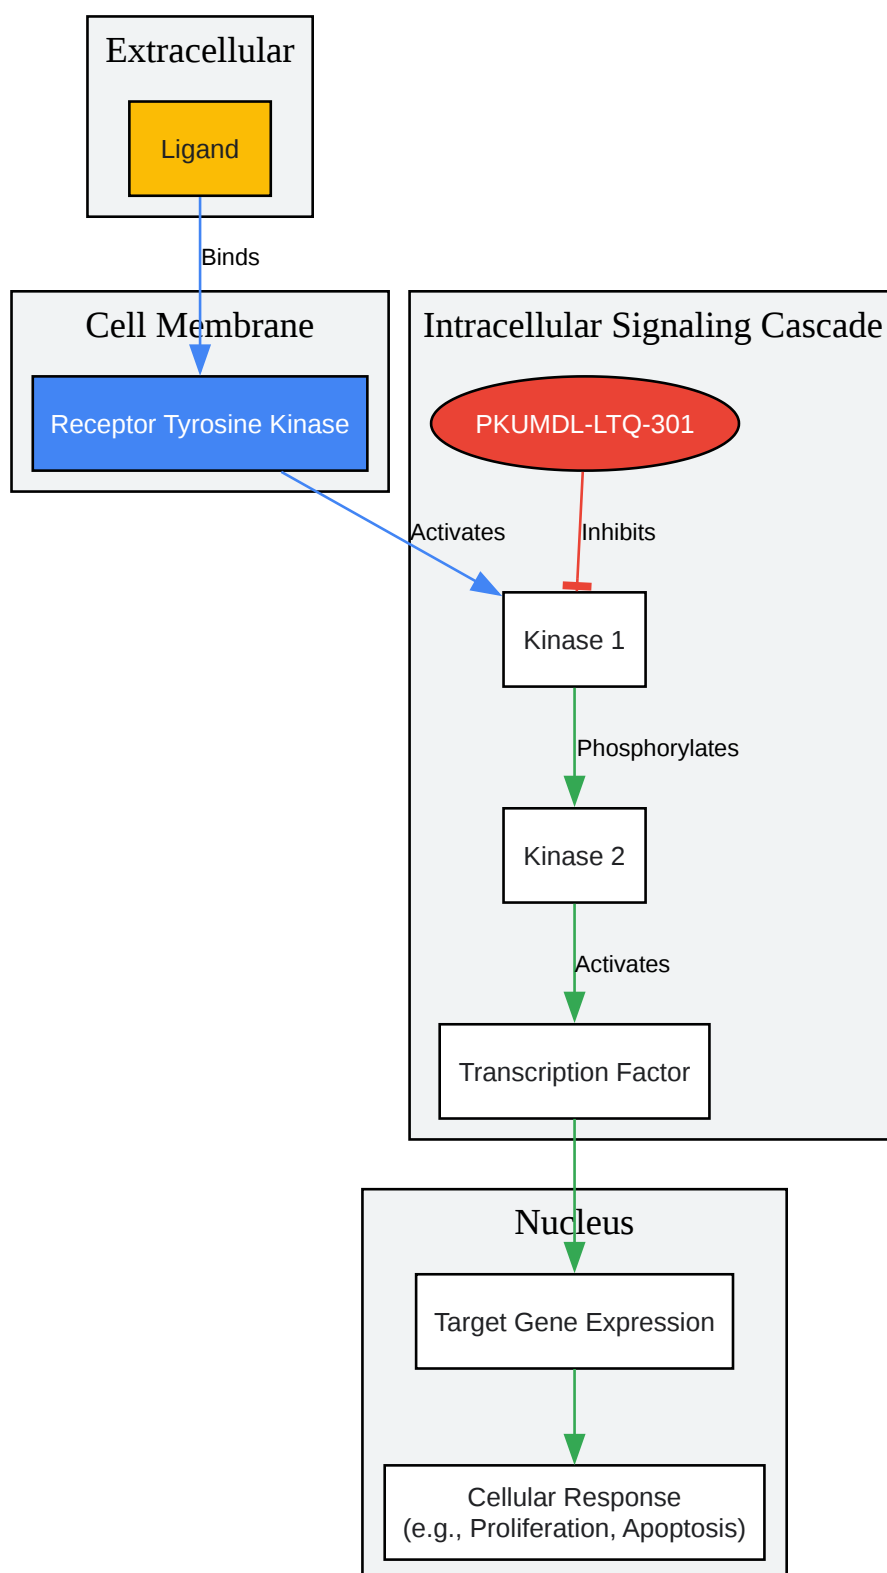 Extracellular
Ligand
Binds
Cell Membrane
Intracellular Signaling Cascade
Receptor Tyrosine Kinase
PKUMDL-LTQ-301
Activates
Inhibits
Kinase 1
Phosphorylates
Kinase 2
Activates
Transcription Factor
Nucleus
Target Gene Expression
Cellular Response
(e.g., Proliferation, Apoptosis)